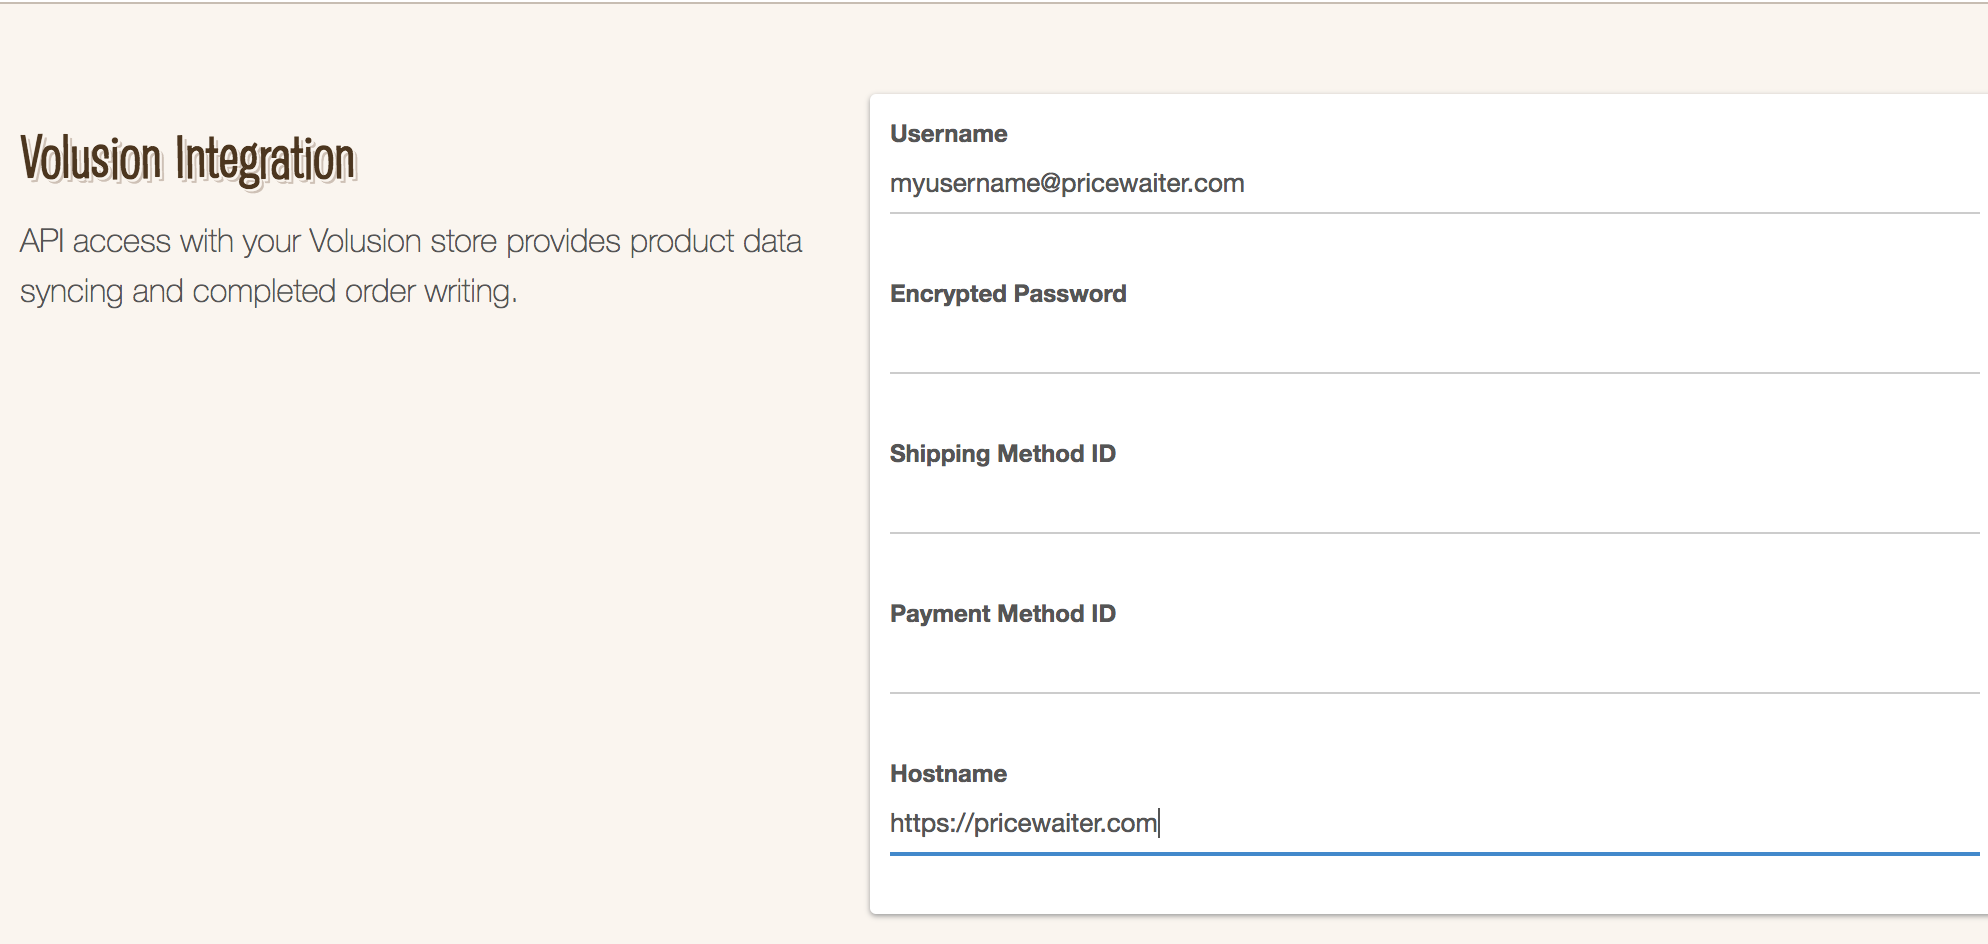 Volusion Integration
API access with your Volusion store provides product data
syncing and completed order writing.
Username
myusername@pricewaiter.com
Encrypted Password
Shipping Method ID
Payment Method ID
Hostname
https://pricewaiter.com